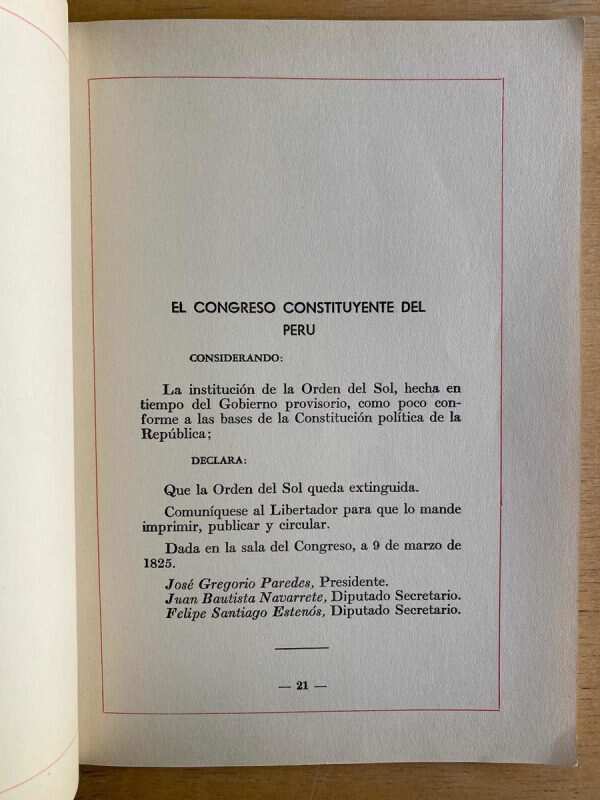 EL CONGRESO CONSTITUYENTE DEL
PERU
CONSIDERANDO:
La institución de la Orden del Sol, hecha en
tiempo del Gobierno provisorio, como poco con-
forme a las bases de la Constitución política de la
República;
DECLARA:
Que la Orden del Sol queda extinguida.
Comuníquese al Libertador para que lo mande
imprimir, publicar y circular.
Dada en la sala del Congreso, a 9 de marzo de
1825.
José Gregorio Paredes, Presidente.
Juan Bautista Navarrete, Diputado Secretario.
Felipe Santiago Estenós, Diputado Secretario.
— 21 —